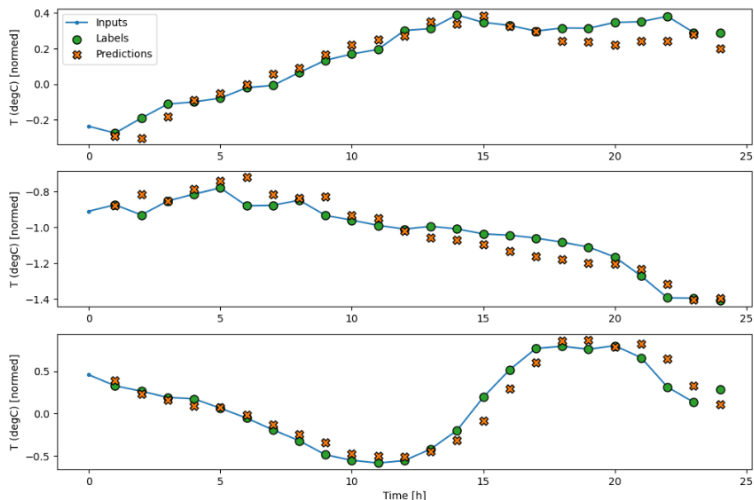 T (degC) [normed]
0.4
0.2
0.0
−0.2
Inputs
Labels
Predictions
0 5 10 15 20 25
T (degC) [normed]
−0.8
−1.0
−1.2
−1.4
0 5 10 15 20 25
T (degC) [normed]
0.5
0.0
−0.5
0 5 10 15 20 25
Time [h]